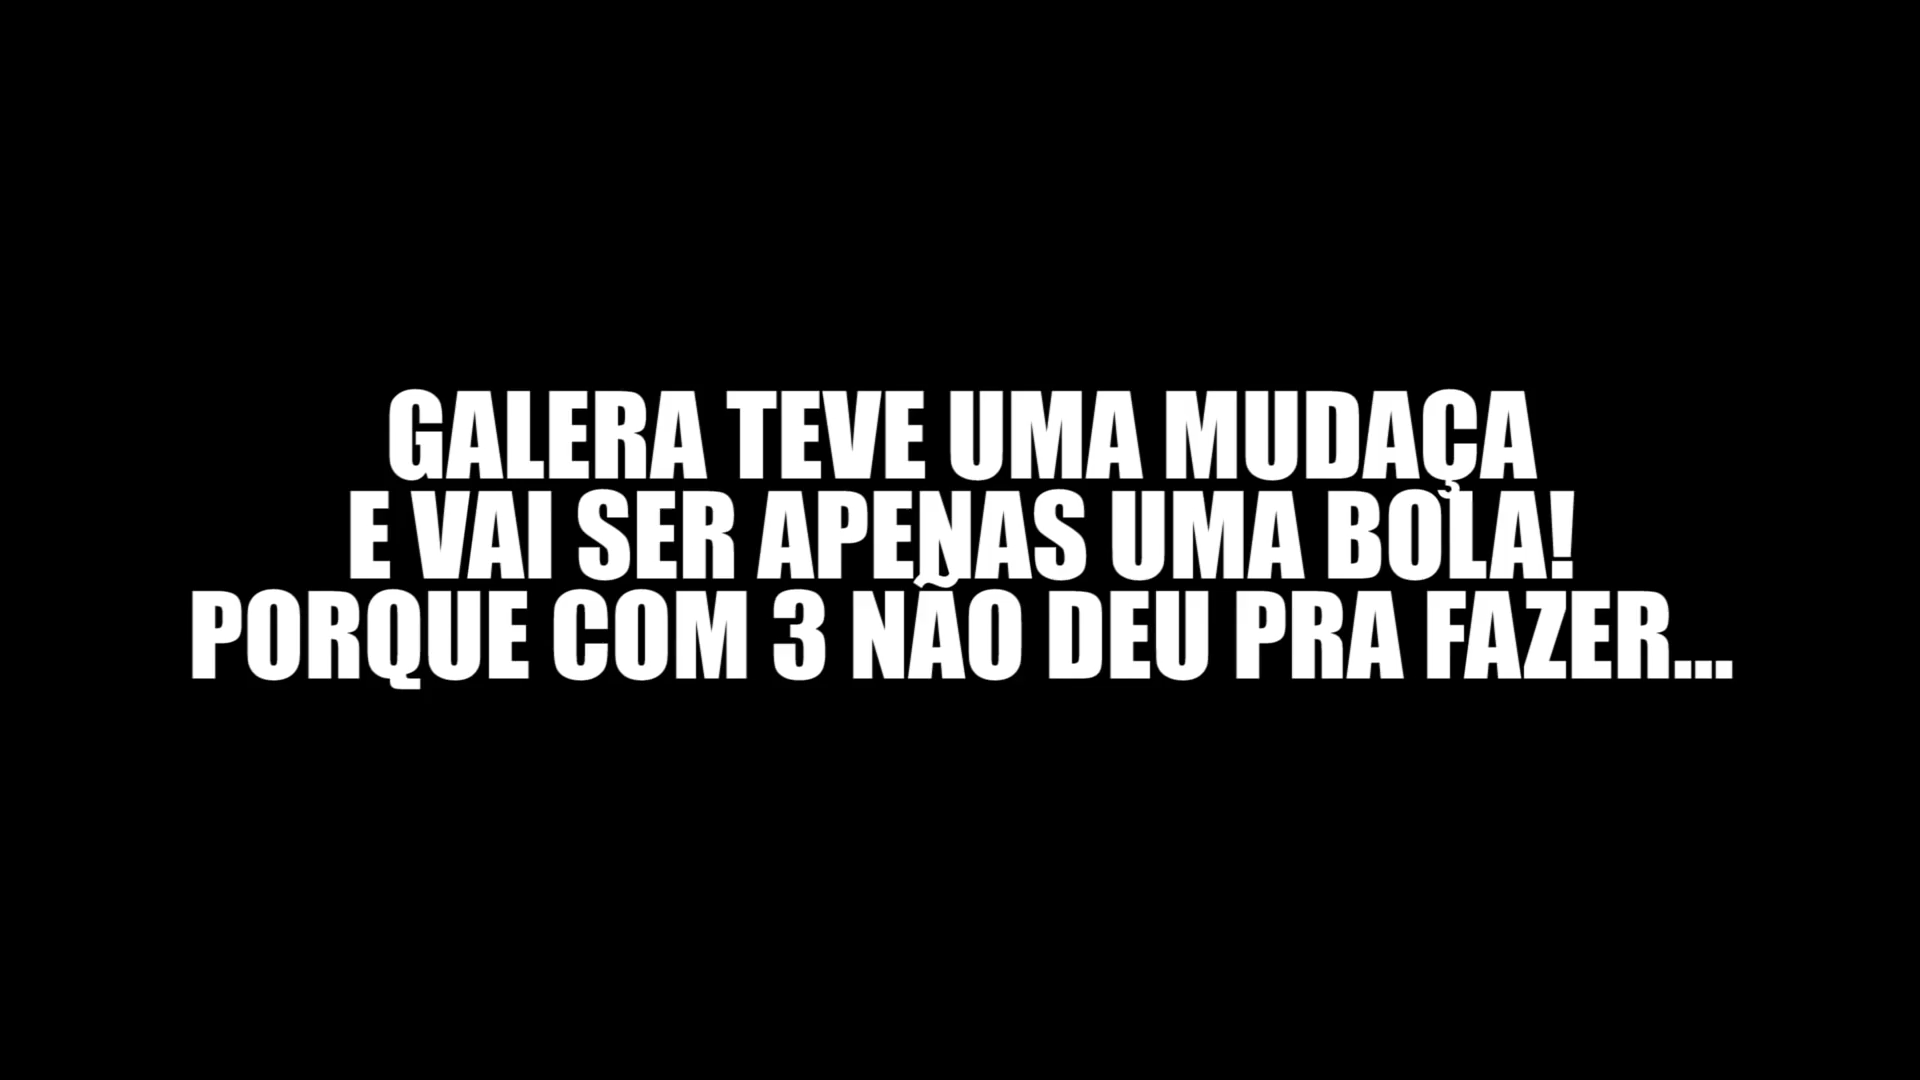 GALERA TEVE UMA MUDAÇA
E VAI SER APENAS UMA BOLA!
PORQUE COM 3 NÃO DEU PRA FAZER...